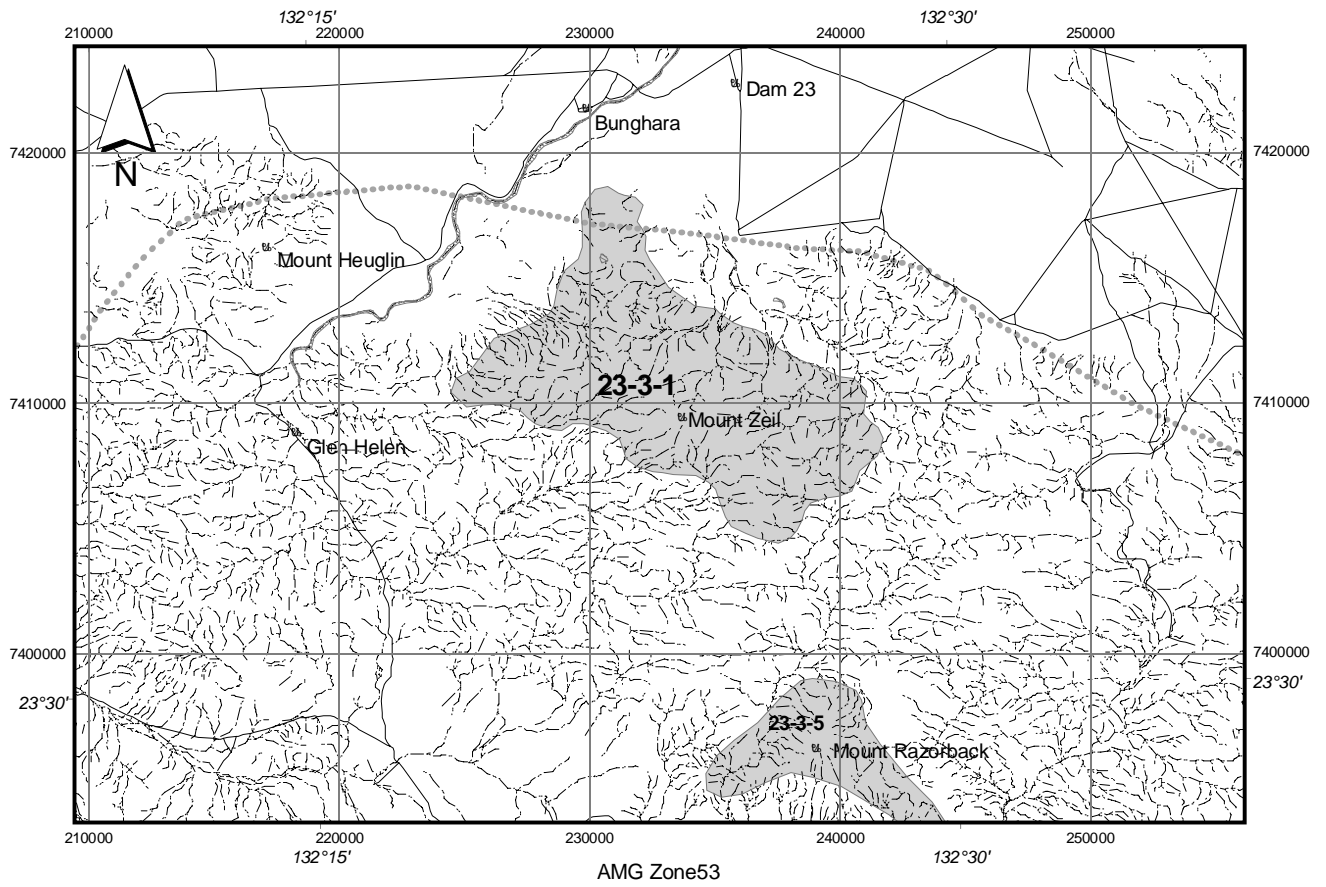 132°15' 132°30'
210000 220000 230000 240000 250000
Dam 23
Bunghara
7420000 7420000
N
Mount Heuglin
23-3-1
7410000 7410000
Mount Zeil
Glen Helen
7400000 7400000
23°30' 23°30'
23-3-5
Mount Razorback
210000 220000 230000 240000 250000
132°15' 132°30'
AMG Zone53